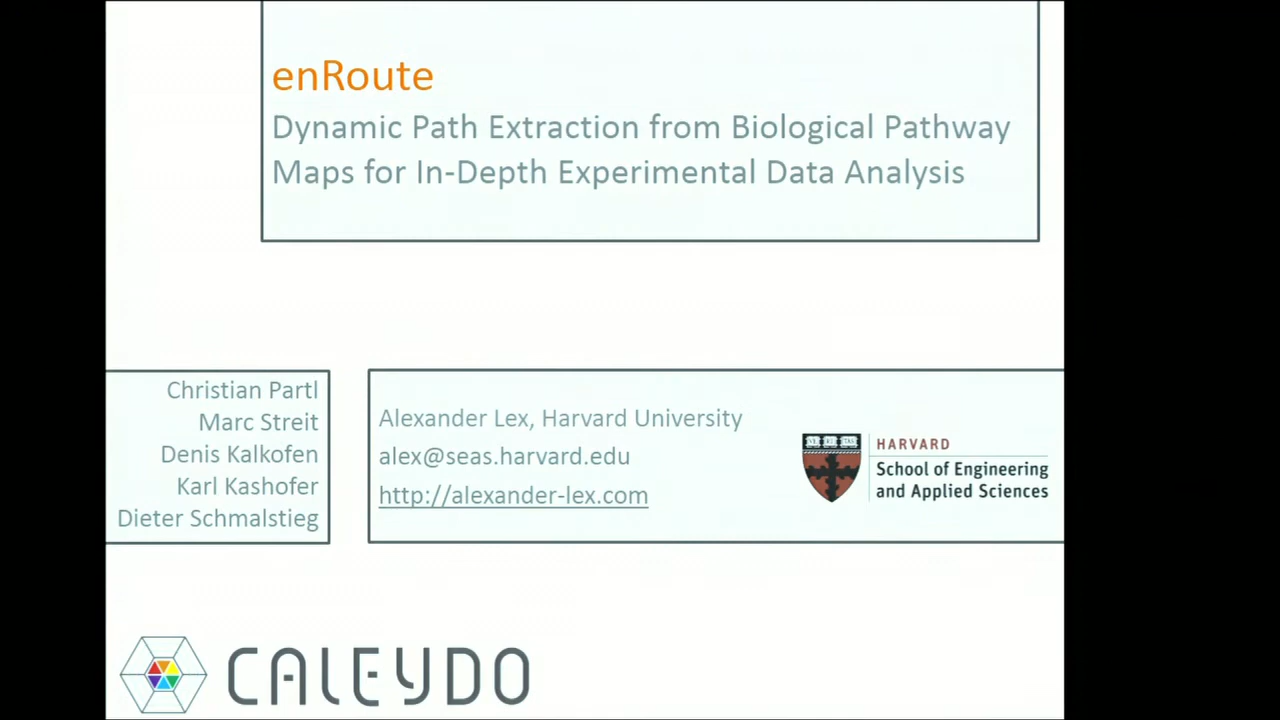 enRoute
Dynamic Path Extraction from Biological Pathway
Maps for In-Depth Experimental Data Analysis
Christian Partl
Marc Streit
Denis Kalkofen
Karl Kashofer
Dieter Schmalstieg
Alexander Lex, Harvard University
alex@seas.harvard.edu
http://alexander-lex.com
HARVARD
School of Engineering
and Applied Sciences
CALEYDO